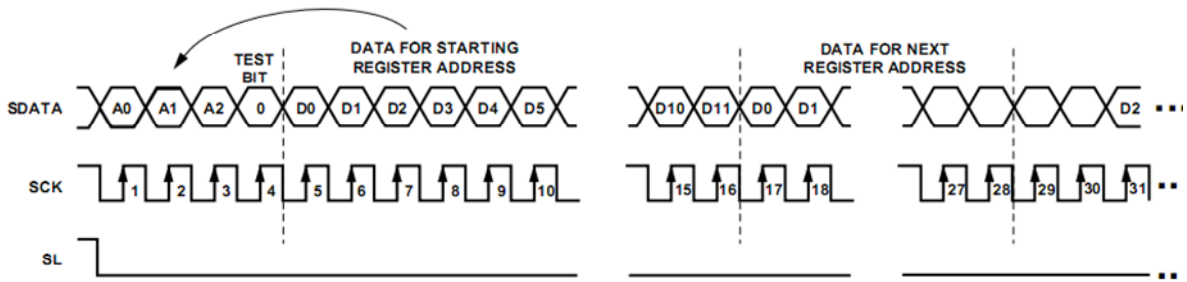 TEST
BIT
DATA FOR STARTING
REGISTER ADDRESS
DATA FOR NEXT
REGISTER ADDRESS
SDATA A0 A1 A2 0 D0 D1 D2 D3 D4 D5 D10 D11 D0 D1 D2
SCK 1 2 3 4 5 6 7 8 9 10 15 16 17 18 27 28 29 30 31
SL